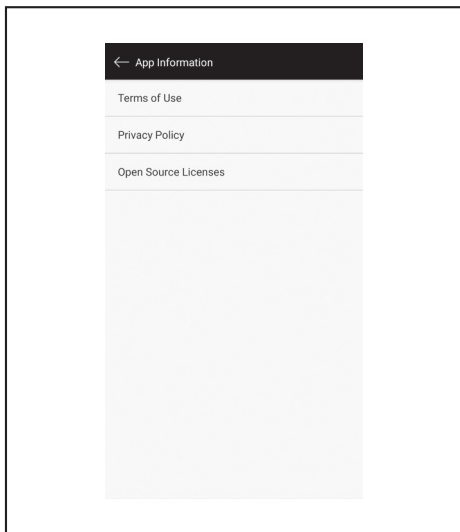 App Information
Terms of Use
Privacy Policy
Open Source Licenses